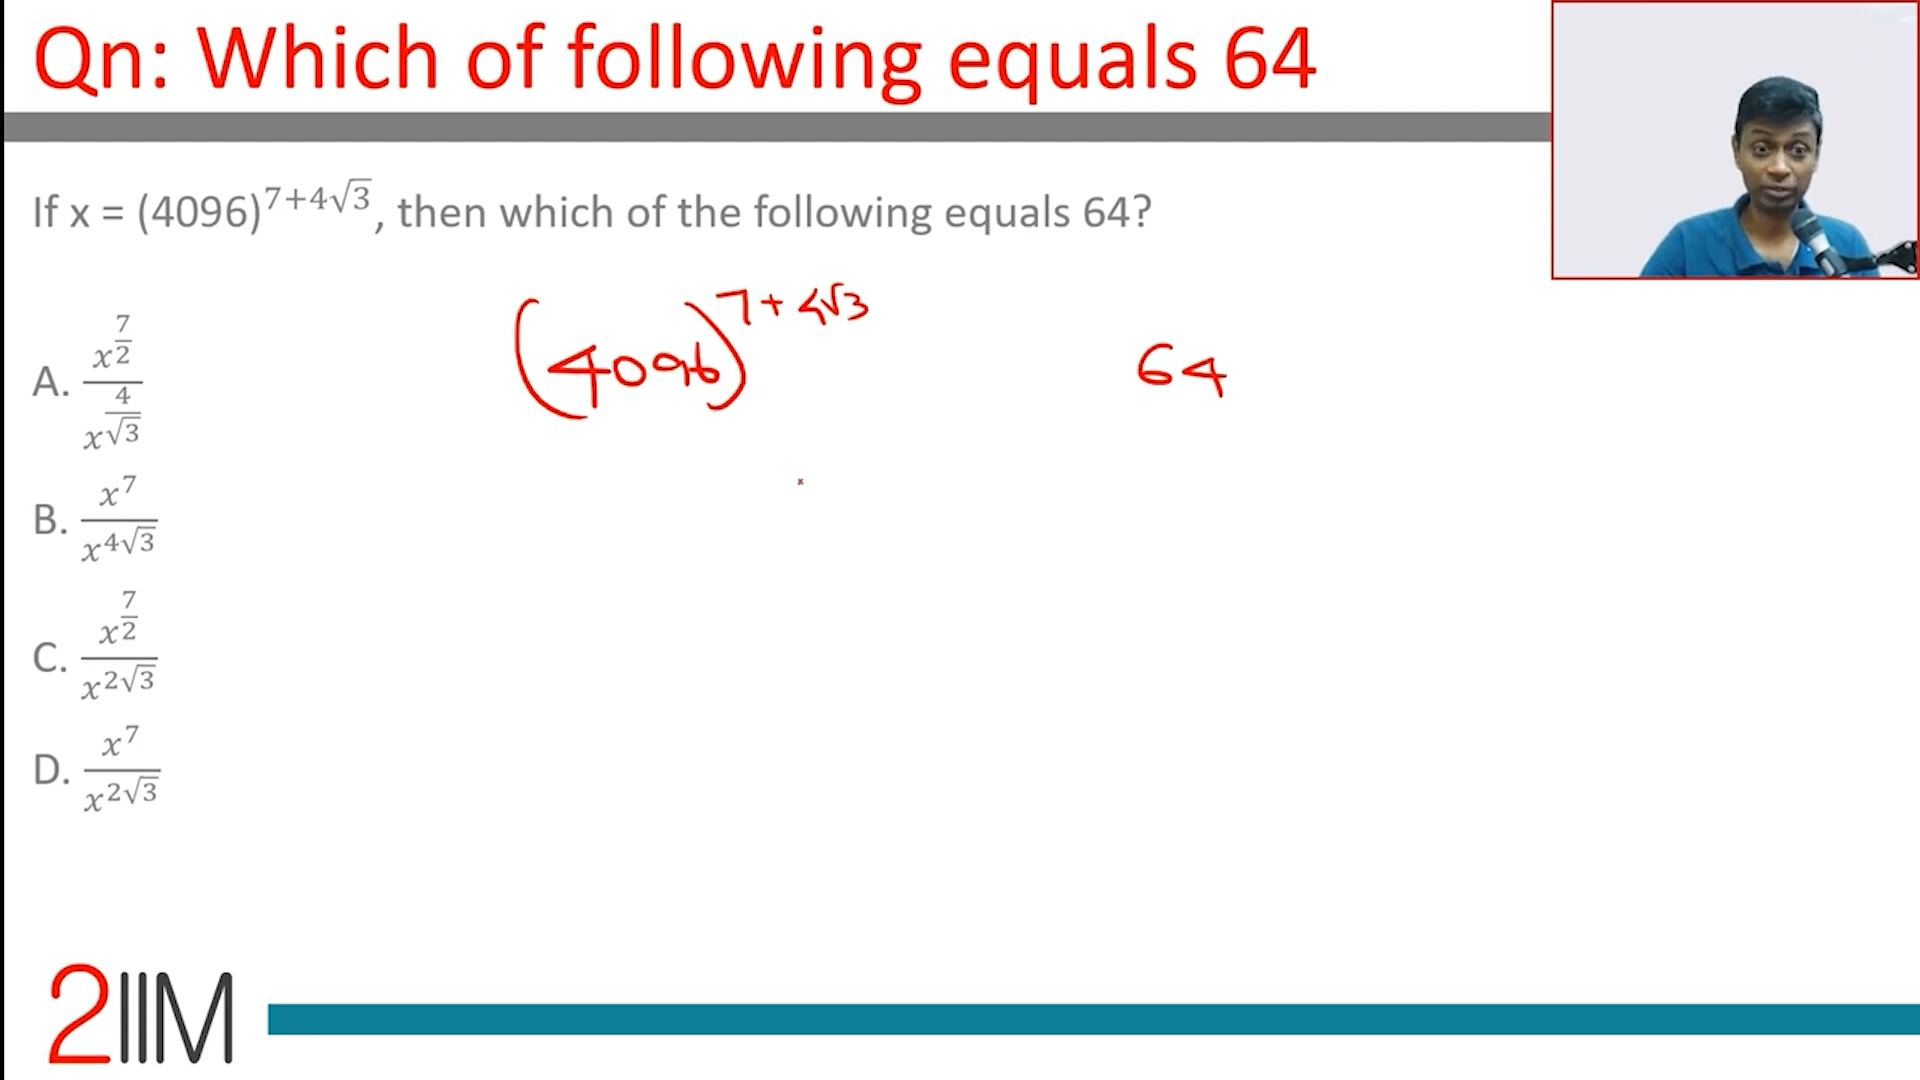 Qn: Which of following equals 64
If x = (4096)^{7+4√3}, then which of the following equals 64?
(4096)^{7+4√3}
64
A. x^{7/2} / x^{4/√3}
B. x^7 / x^{4√3}
C. x^{7/2} / x^{2√3}
D. x^7 / x^{2√3}
2IIM